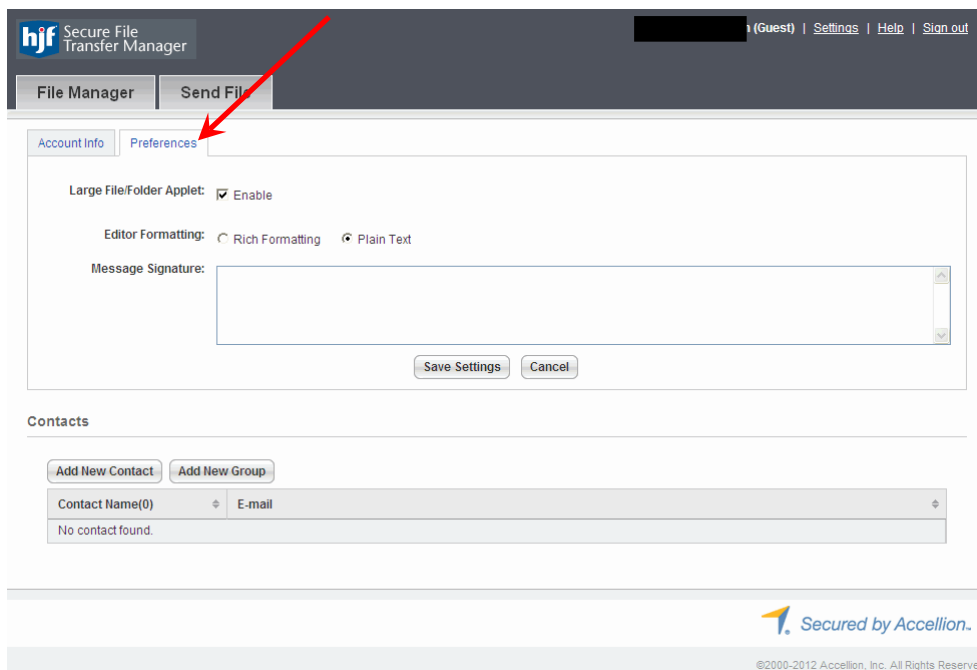 hjf Secure File Transfer Manager
(Guest) | Settings | Help | Sign out
File Manager Send File
Account Info Preferences
Large File/Folder Applet: Enable
Editor Formatting: Rich Formatting Plain Text
Message Signature:
Save Settings Cancel
Contacts
Add New Contact Add New Group
Contact Name(0) E-mail
No contact found.
Secured by Accellion™
©2000-2012 Accellion, Inc. All Rights Reserve